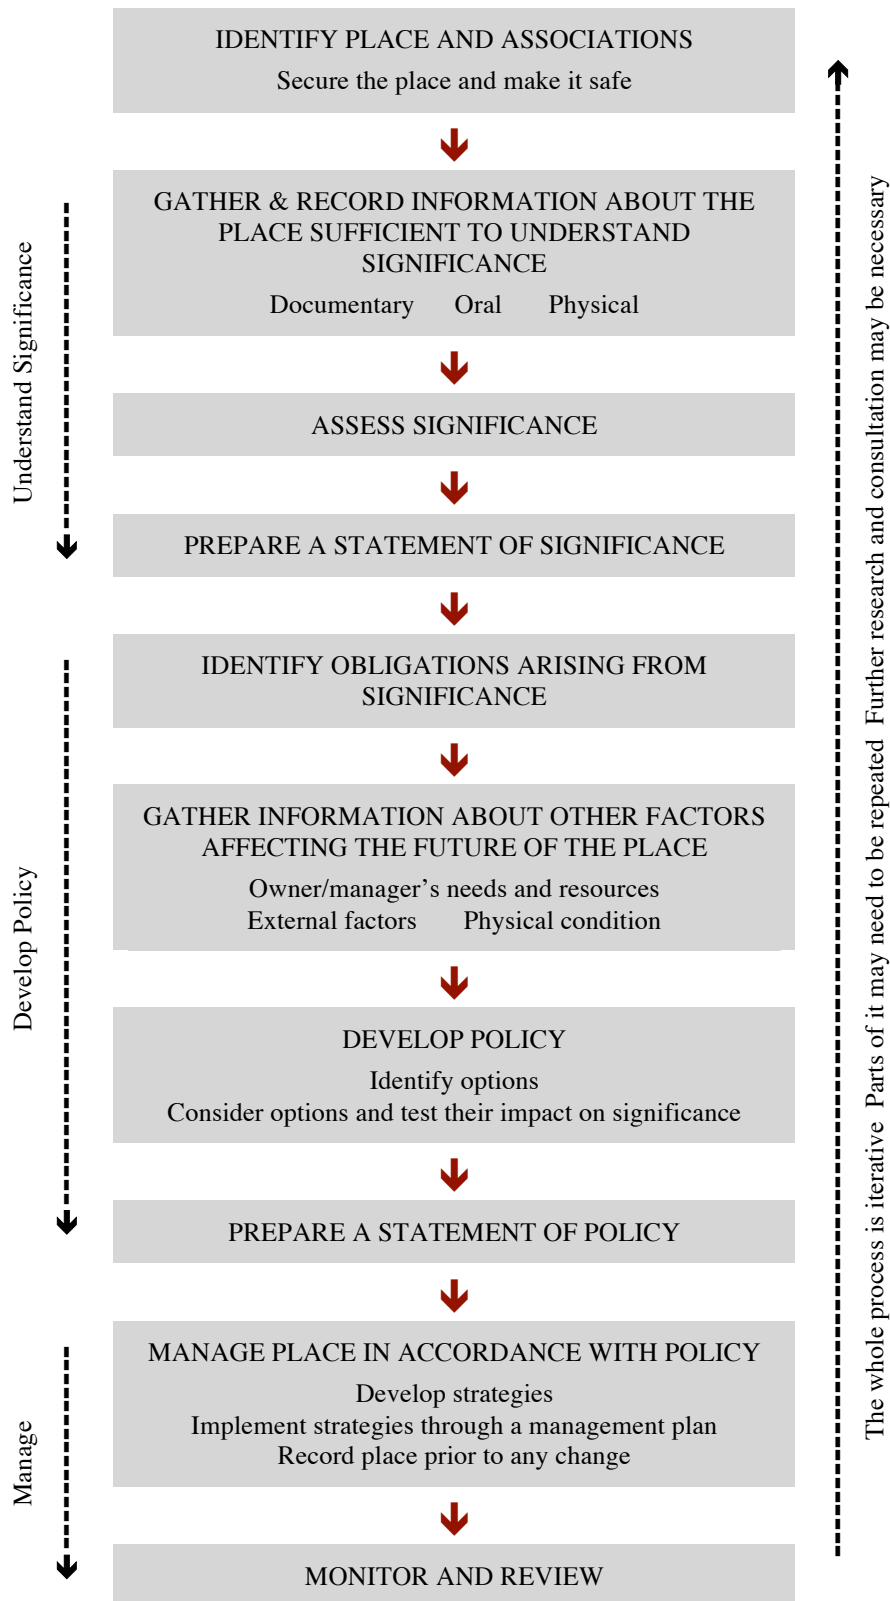 IDENTIFY PLACE AND ASSOCIATIONS
Secure the place and make it safe
GATHER & RECORD INFORMATION ABOUT THE
PLACE SUFFICIENT TO UNDERSTAND
SIGNIFICANCE
Documentary Oral Physical
ASSESS SIGNIFICANCE
PREPARE A STATEMENT OF SIGNIFICANCE
Understand Significance
IDENTIFY OBLIGATIONS ARISING FROM
SIGNIFICANCE
GATHER INFORMATION ABOUT OTHER FACTORS
AFFECTING THE FUTURE OF THE PLACE
Owner/manager’s needs and resources
External factors Physical condition
DEVELOP POLICY
Identify options
Consider options and test their impact on significance
PREPARE A STATEMENT OF POLICY
Develop Policy
MANAGE PLACE IN ACCORDANCE WITH POLICY
Develop strategies
Implement strategies through a management plan
Record place prior to any change
MONITOR AND REVIEW
Manage
The whole process is iterative Parts of it may need to be repeated Further research and consultation may be necessary